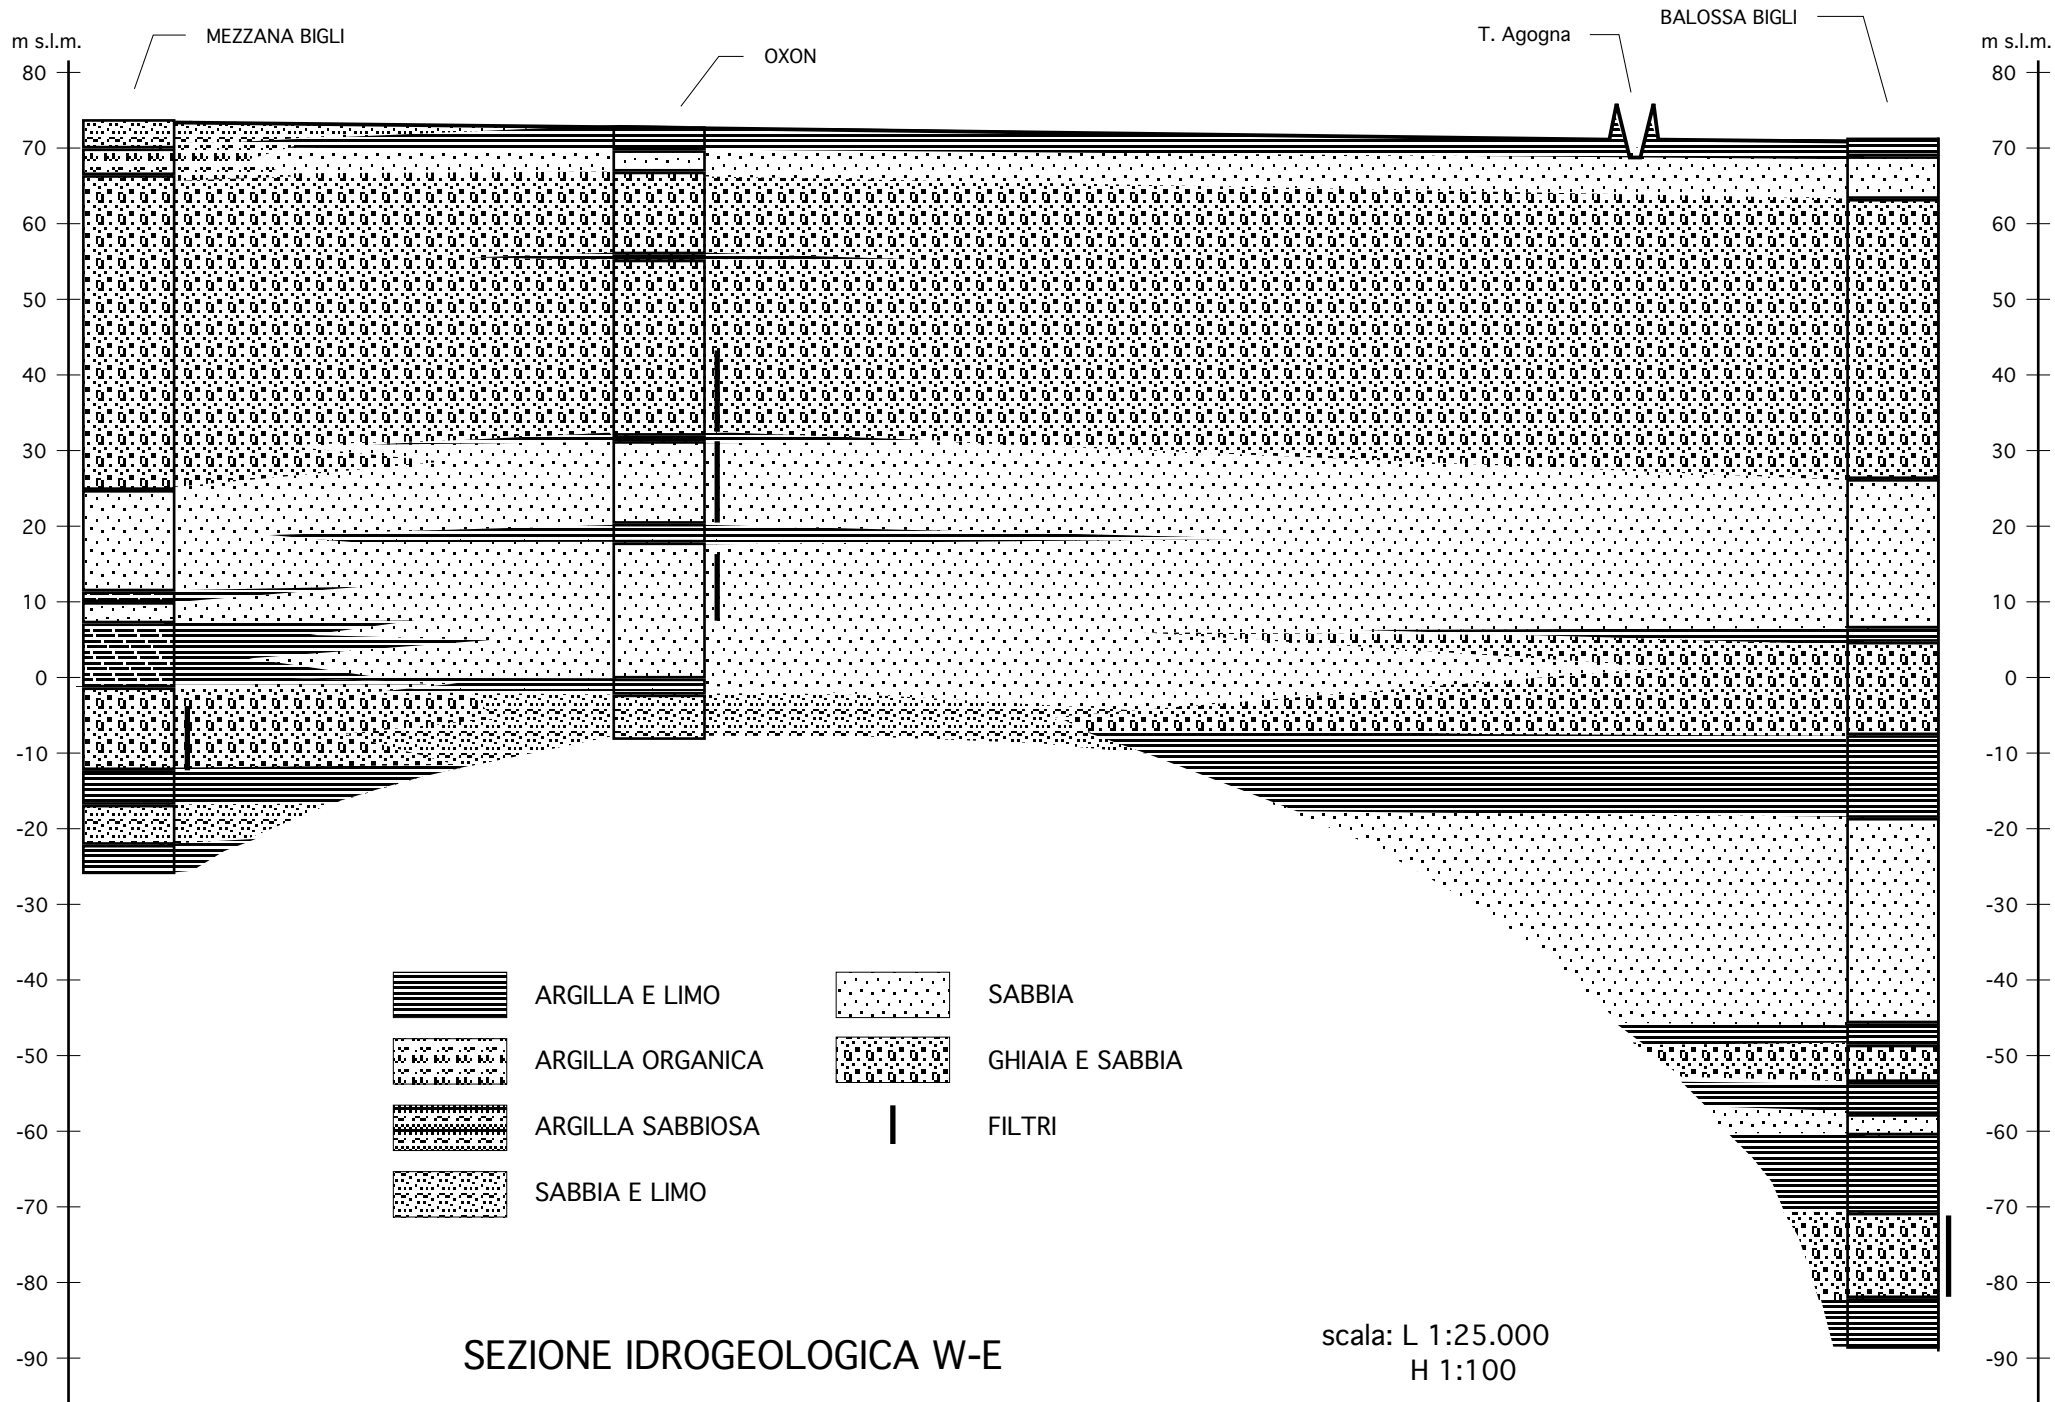 BALOSSA BIGLI
T. Agogna
MEZZANA BIGLI
OXON
m s.l.m.
m s.l.m.
80
70
60
50
40
30
20
10
0
-10
-20
-30
-40
-50
-60
-70
-80
-90
80
70
60
50
40
30
20
10
0
-10
-20
-30
-40
-50
-60
-70
-80
-90
ARGILLA E LIMO
ARGILLA ORGANICA
ARGILLA SABBIOSA
SABBIA E LIMO
SABBIA
GHIAIA E SABBIA
FILTRI
SEZIONE IDROGEOLOGICA W-E
scala: L 1:25.000
H 1:100